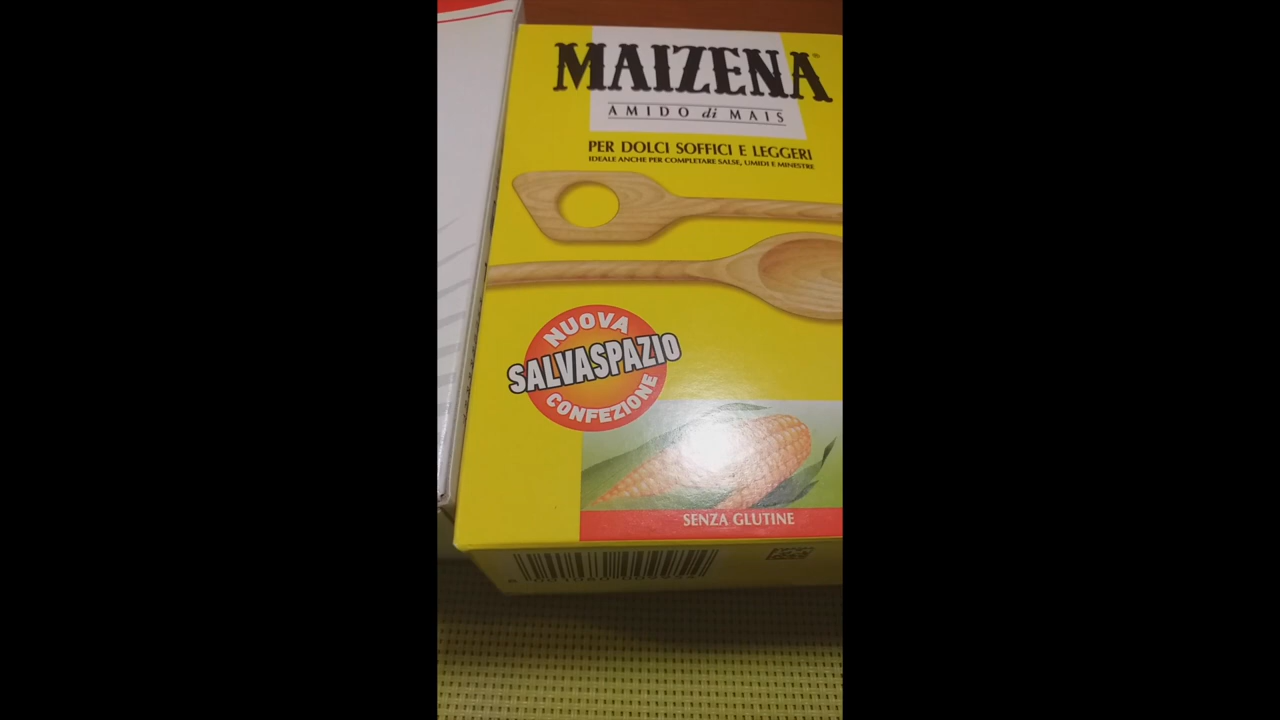 MAIZENA
AMIDO di MAIS
PER DOLCI SOFFICI E LEGGERI
IDEALE ANCHE PER COMPLETARE SALSE, UMIDI E MINESTRE
NUOVA
SALVASPAZIO
CONFEZIONE
SENZA GLUTINE